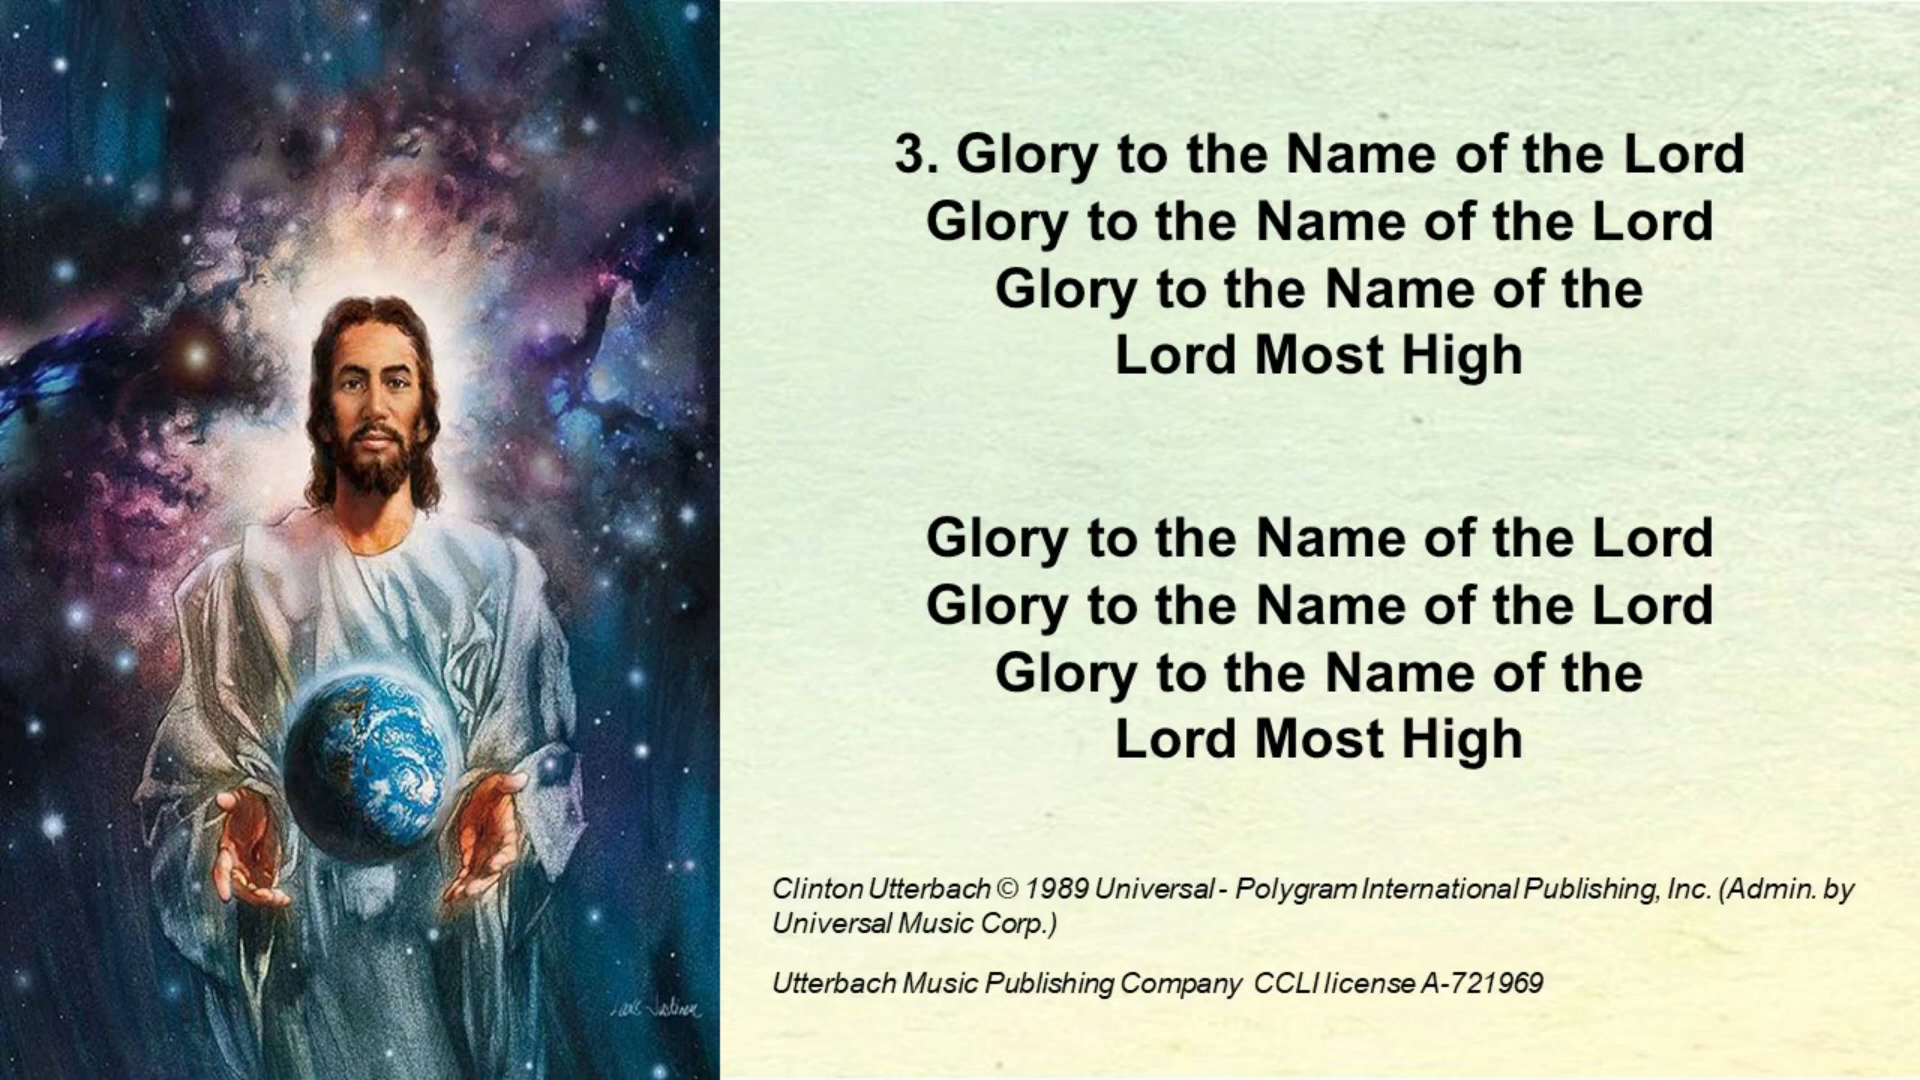 3. Glory to the Name of the Lord
Glory to the Name of the Lord
Glory to the Name of the
Lord Most High
Glory to the Name of the Lord
Glory to the Name of the Lord
Glory to the Name of the
Lord Most High
Clinton Utterbach © 1989 Universal - Polygram International Publishing, Inc. (Admin. by
Universal Music Corp.)
Utterbach Music Publishing Company CCLI license A-721969